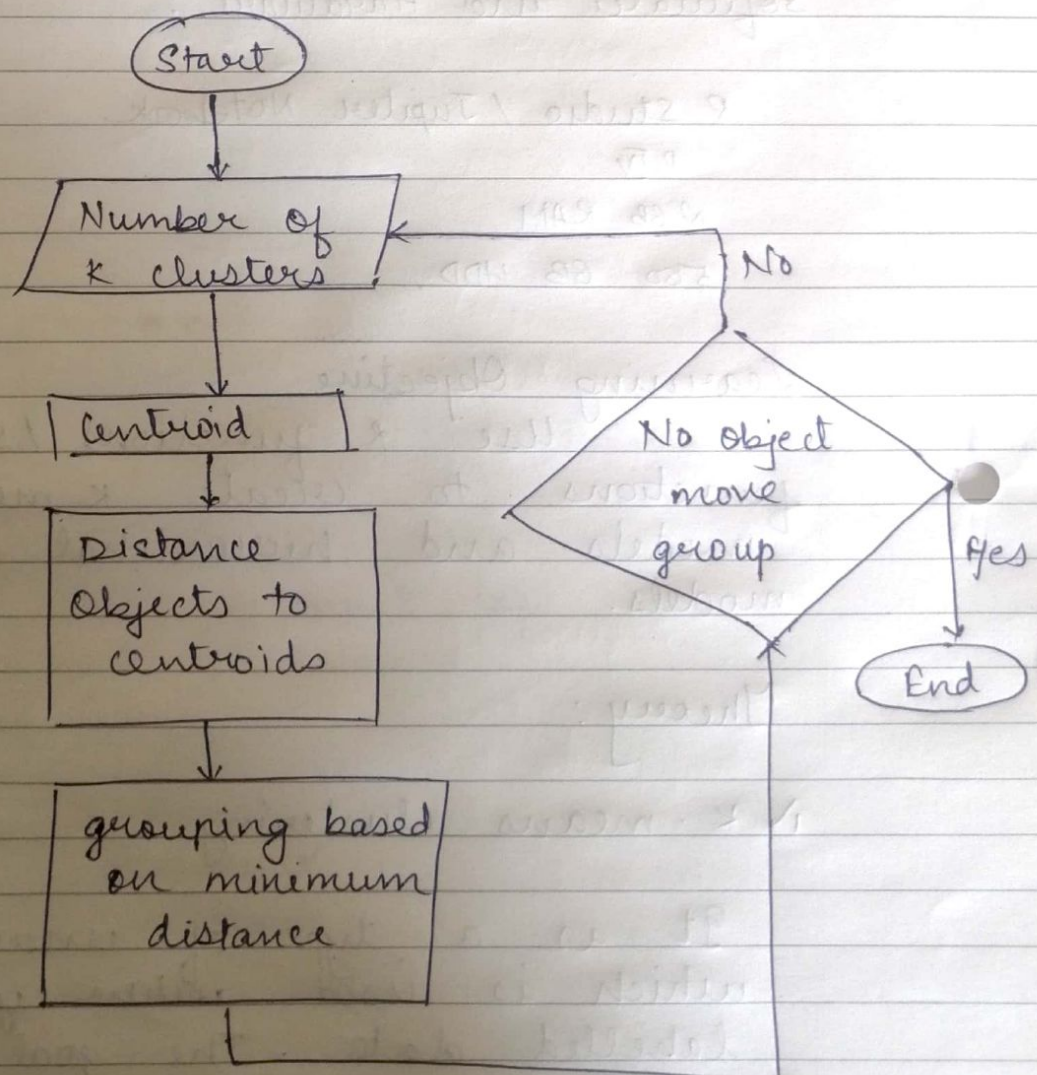 Start
Number of
K clusters
Centroid
Distance
Objects to
centroids
grouping based
on minimum
distance
No
No object
move
group
Yes
End